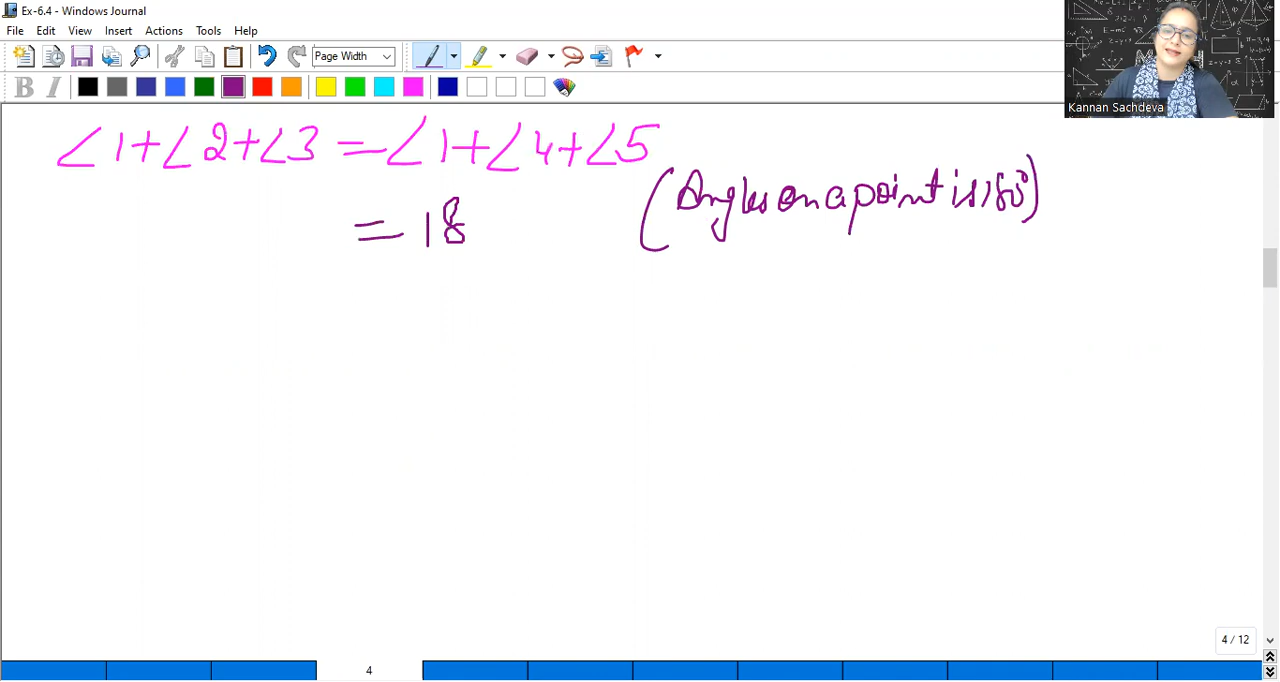 Ex-6.4 - Windows Journal
File Edit View Insert Actions Tools Help
Page Width
B I
Kannan Sachdeva
∠1+∠2+∠3 = ∠1+∠4+∠5
(Angles on a point is 180°)
= 18
4 / 12
4